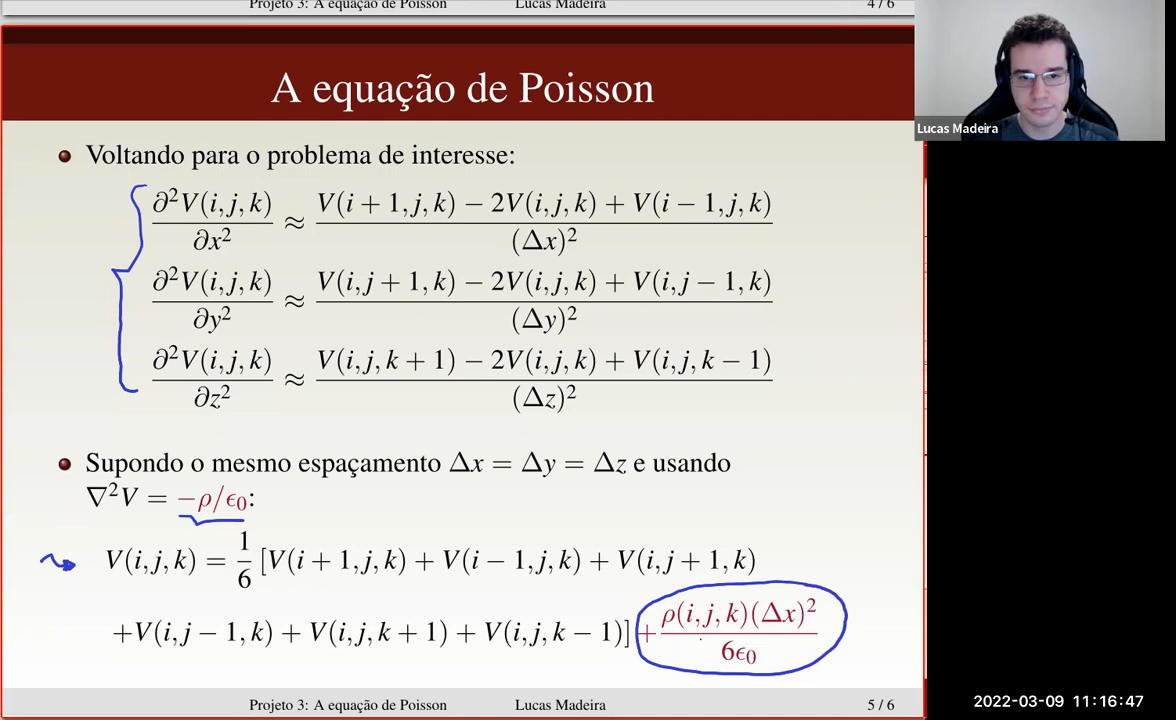 Projeto 3: A equação de Poisson Lucas Madeira 4 / 6
A equação de Poisson
Voltando para o problema de interesse:
∂²V(i,j,k)/∂x² ≈ (V(i+1,j,k) − 2V(i,j,k) + V(i−1,j,k))/(Δx)²
∂²V(i,j,k)/∂y² ≈ (V(i,j+1,k) − 2V(i,j,k) + V(i,j−1,k))/(Δy)²
∂²V(i,j,k)/∂z² ≈ (V(i,j,k+1) − 2V(i,j,k) + V(i,j,k−1))/(Δz)²
Supondo o mesmo espaçamento Δx = Δy = Δz e usando
∇²V = −ρ/ϵ₀:
V(i,j,k) = 1/6 [V(i+1,j,k) + V(i−1,j,k) + V(i,j+1,k)
+V(i,j−1,k) + V(i,j,k+1) + V(i,j,k−1)] + ρ(i,j,k)(Δx)²/6ϵ₀
Projeto 3: A equação de Poisson Lucas Madeira 5 / 6
Lucas Madeira
2022-03-09 11:16:47